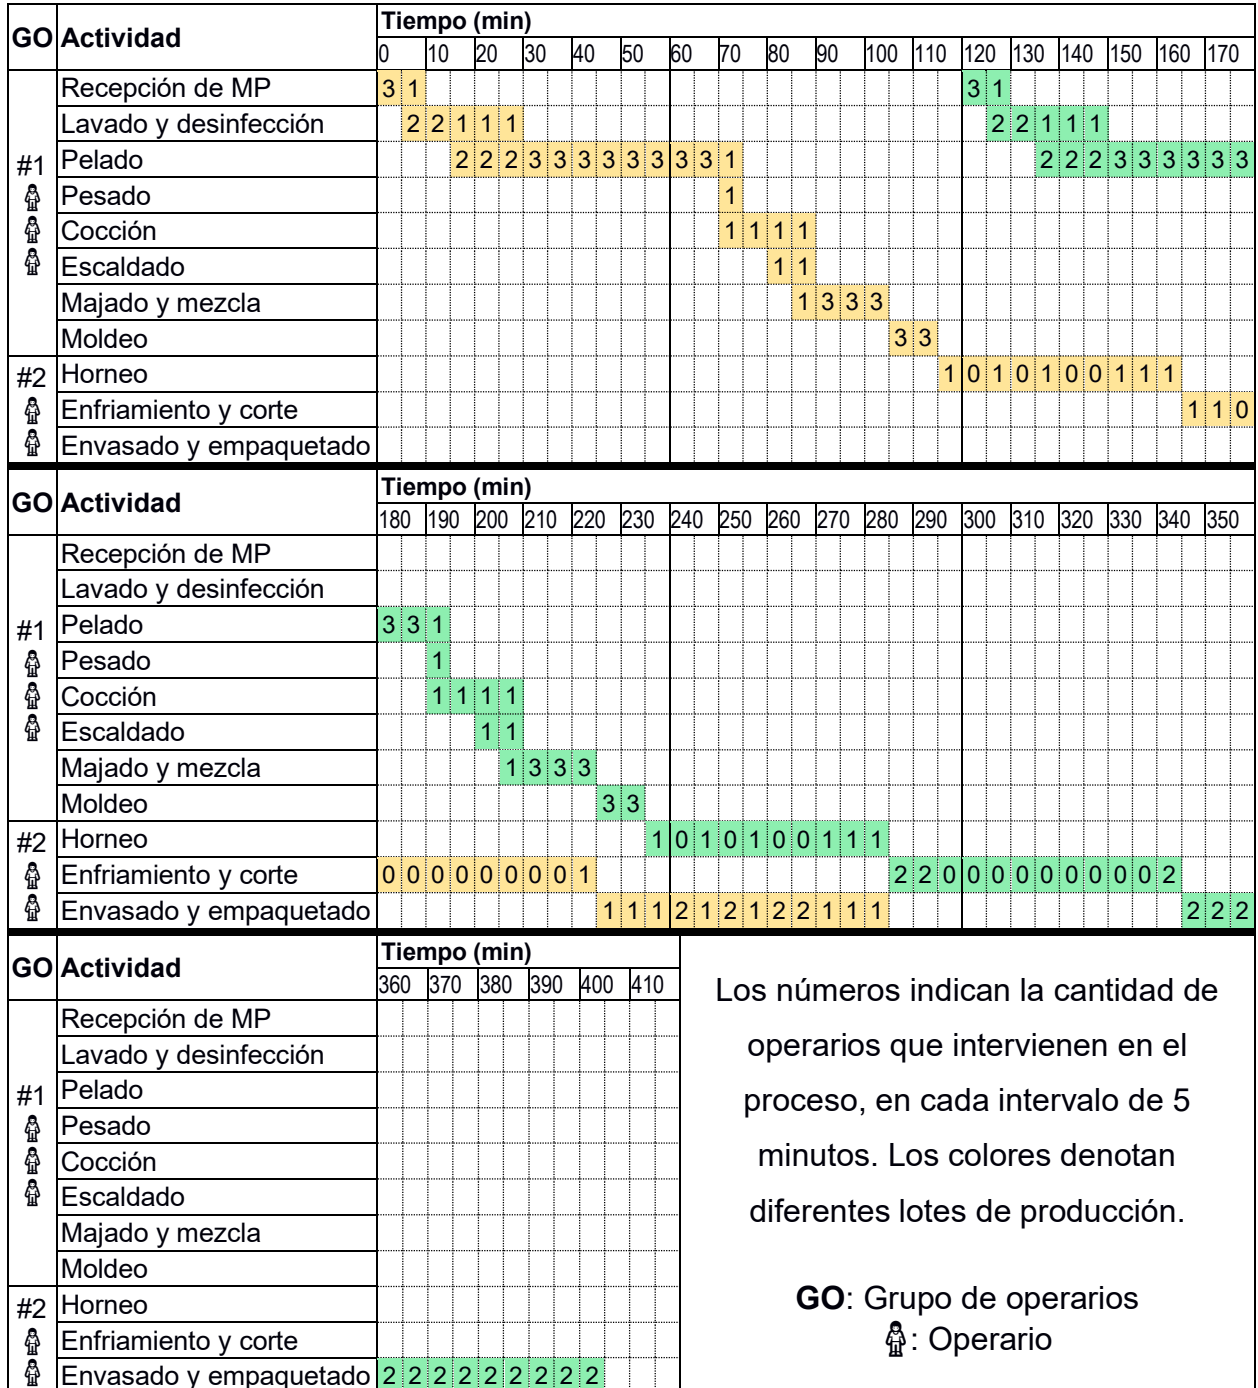 GO Actividad Tiempo (min)
0 10 20 30 40 50 60 70 80 90 100 110 120 130 140 150 160 170
#1
Recepción de MP 3 1 3 1
Lavado y desinfección 2 2 1 1 1 2 2 1 1 1
Pelado 2 2 2 3 3 3 3 3 3 3 3 1 2 2 2 3 3 3 3 3 3
Pesado 1
Cocción 1 1 1 1
Escaldado 1 1
Majado y mezcla 1 3 3 3
Moldeo 3 3
#2
Horneo 1 0 1 0 1 0 0 1 1 1
Enfriamiento y corte 1 1 0
Envasado y empaquetado
GO Actividad Tiempo (min)
180 190 200 210 220 230 240 250 260 270 280 290 300 310 320 330 340 350
#1
Recepción de MP
Lavado y desinfección
Pelado 3 3 1
Pesado 1
Cocción 1 1 1 1
Escaldado 1 1
Majado y mezcla 1 3 3 3
Moldeo 3 3
#2
Horneo 1 0 1 0 1 0 0 1 1 1
Enfriamiento y corte 0 0 0 0 0 0 0 0 1 2 2 0 0 0 0 0 0 0 0 0 0 2
Envasado y empaquetado 1 1 1 2 1 2 1 2 2 1 1 1 2 2 2
GO Actividad Tiempo (min)
360 370 380 390 400 410
#1
Recepción de MP
Lavado y desinfección
Pelado
Pesado
Cocción
Escaldado
Majado y mezcla
Moldeo
#2
Horneo
Enfriamiento y corte
Envasado y empaquetado 2 2 2 2 2 2 2 2 2
Los números indican la cantidad de
operarios que intervienen en el
proceso, en cada intervalo de 5
minutos. Los colores denotan
diferentes lotes de producción.
GO: Grupo de operarios
: Operario